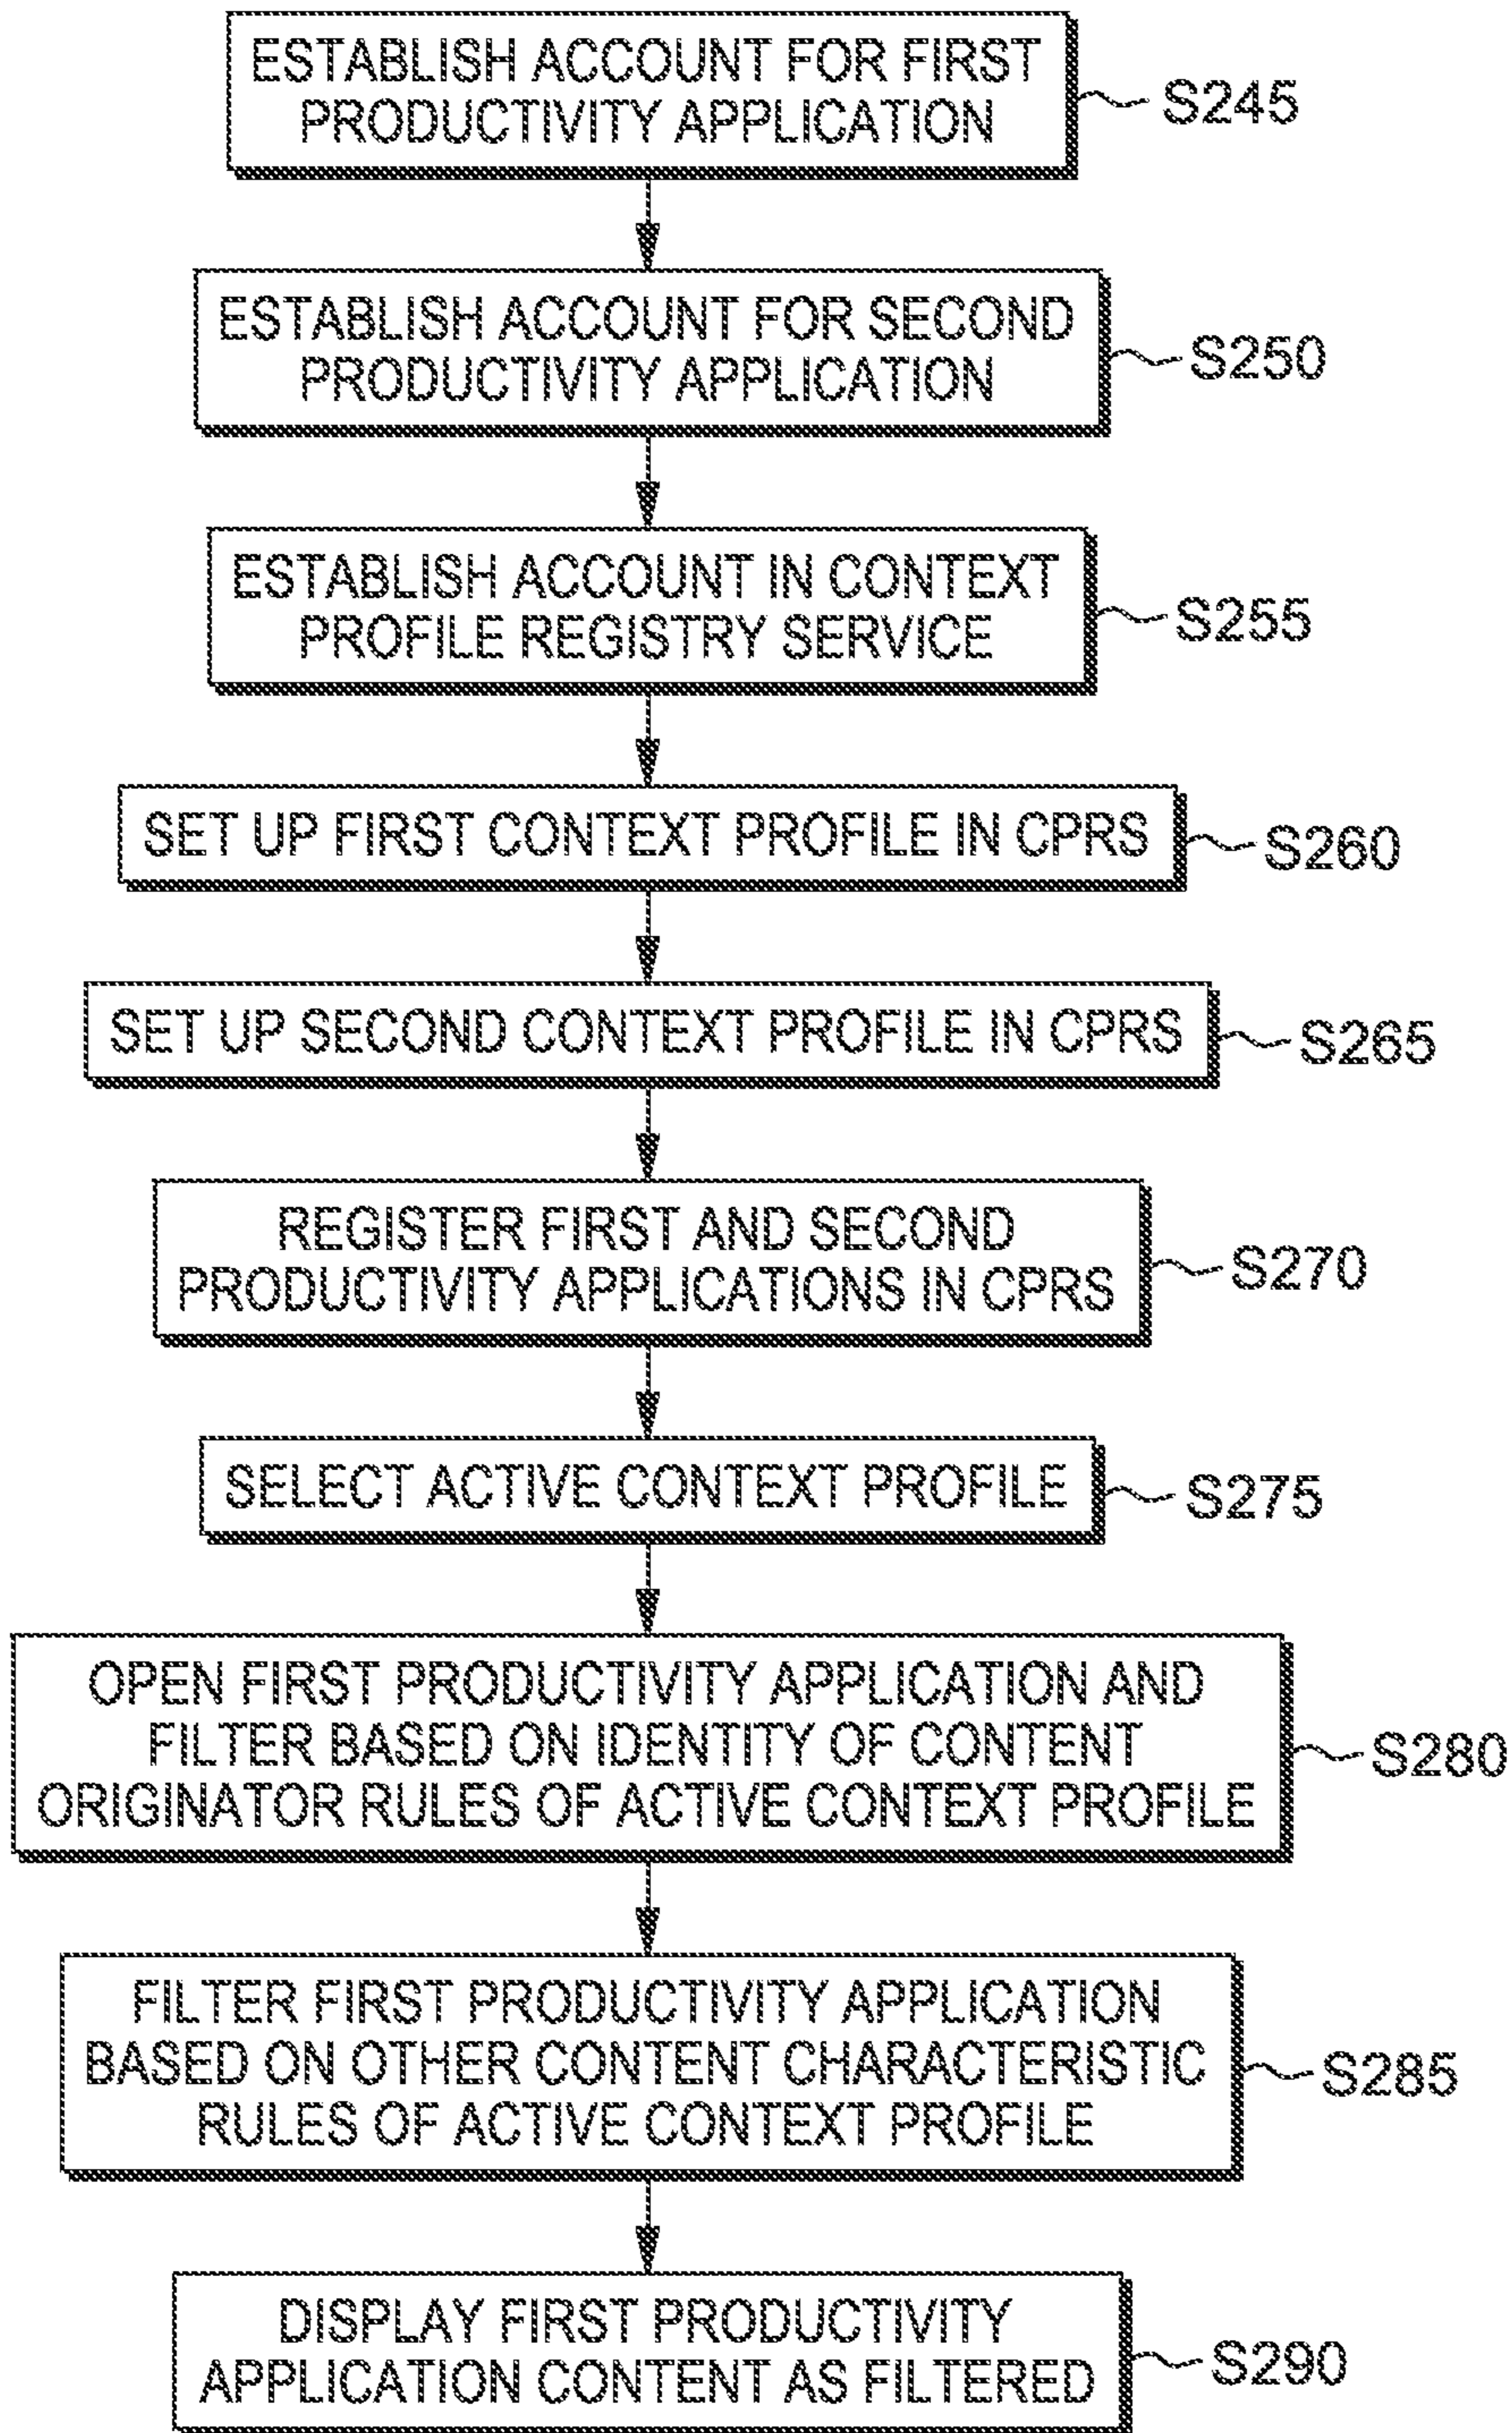 ESTABLISH ACCOUNT FOR FIRST
PRODUCTIVITY APPLICATION
S245
ESTABLISH ACCOUNT FOR SECOND
PRODUCTIVITY APPLICATION
S250
ESTABLISH ACCOUNT IN CONTEXT
PROFILE REGISTRY SERVICE
S255
SET UP FIRST CONTEXT PROFILE IN CPRS
S260
SET UP SECOND CONTEXT PROFILE IN CPRS
S265
REGISTER FIRST AND SECOND
PRODUCTIVITY APPLICATIONS IN CPRS
S270
SELECT ACTIVE CONTEXT PROFILE
S275
OPEN FIRST PRODUCTIVITY APPLICATION AND
FILTER BASED ON IDENTITY OF CONTENT
ORIGINATOR RULES OF ACTIVE CONTEXT PROFILE
S280
FILTER FIRST PRODUCTIVITY APPLICATION
BASED ON OTHER CONTENT CHARACTERISTIC
RULES OF ACTIVE CONTEXT PROFILE
S285
DISPLAY FIRST PRODUCTIVITY
APPLICATION CONTENT AS FILTERED
S290